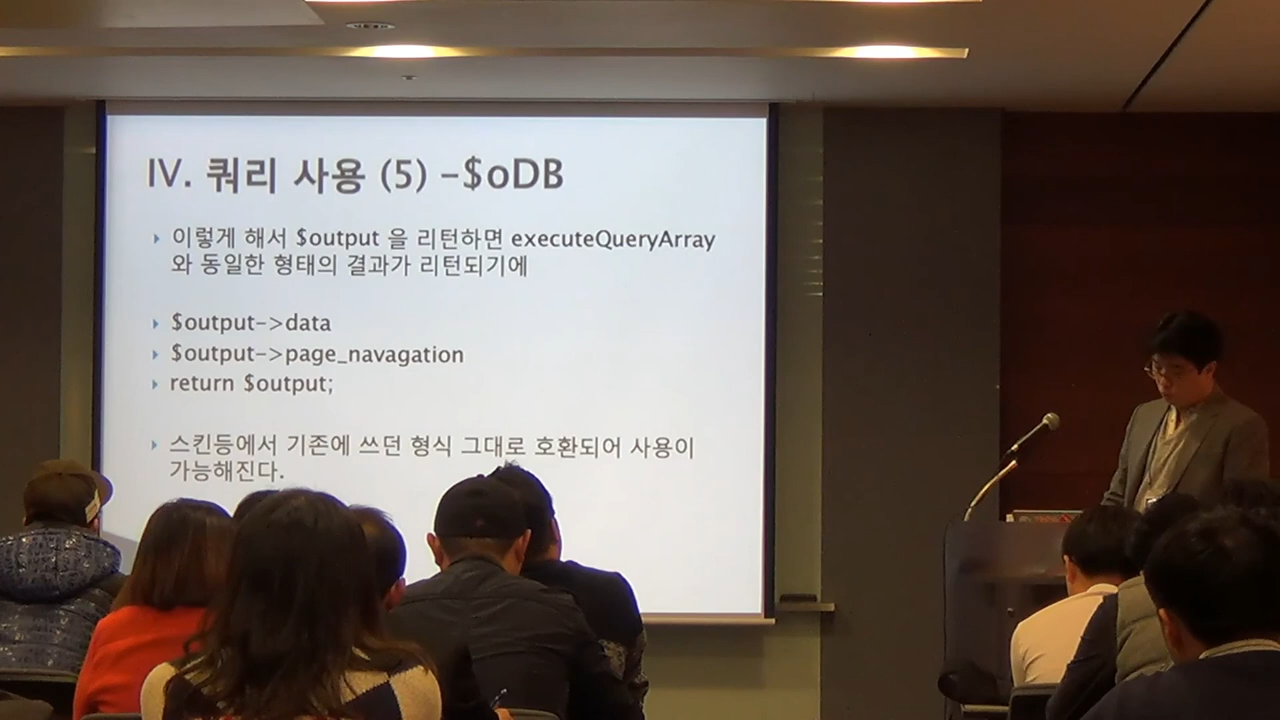 IV. 쿼리 사용 (5) -$oDB
이렇게 해서 $output 을 리턴하면 executeQueryArray
와 동일한 형태의 결과가 리턴되기에
$output->data
$output->page_navagation
return $output;
스킨등에서 기존에 쓰던 형식 그대로 호환되어 사용이
가능해진다.